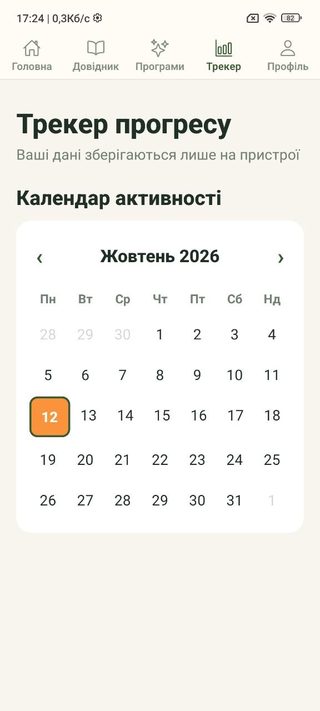 17:24 | 0,3Кб/с
82
Головна Довідник Програми Трекер Профіль
Трекер прогресу
Ваші дані зберігаються лише на пристрої
Календар активності
‹ Жовтень 2026 ›
Пн Вт Ср Чт Пт Сб Нд
28 29 30 1 2 3 4
5 6 7 8 9 10 11
12 13 14 15 16 17 18
19 20 21 22 23 24 25
26 27 28 29 30 31 1